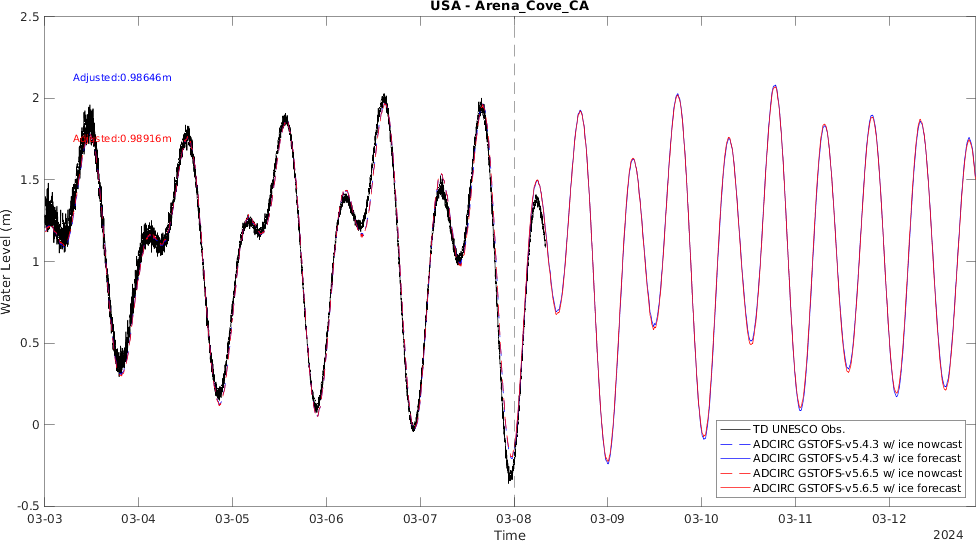 USA - Arena_Cove_CA
2.5
2
1.5
1
0.5
0
-0.5
Water Level (m)
Adjusted:0.98646m
Adjusted:0.98916m
TD UNESCO Obs.
ADCIRC GSTOFS-v5.4.3 w/ ice nowcast
ADCIRC GSTOFS-v5.4.3 w/ ice forecast
ADCIRC GSTOFS-v5.6.5 w/ ice nowcast
ADCIRC GSTOFS-v5.6.5 w/ ice forecast
03-03 03-04 03-05 03-06 03-07 03-08 03-09 03-10 03-11 03-12
Time
2024